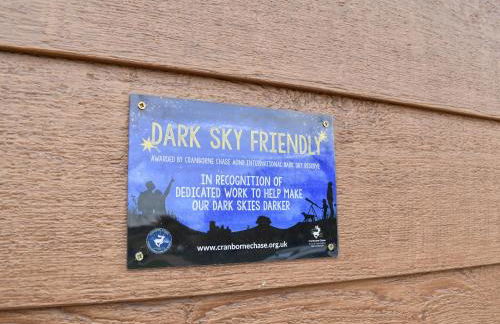 DARK SKY FRIENDLY
AWARDED BY CRANBORNE CHASE AONB INTERNATIONAL DARK SKY RESERVE
IN RECOGNITION OF
DEDICATED WORK TO HELP MAKE
OUR DARK SKIES DARKER
www.cranbornechase.org.uk